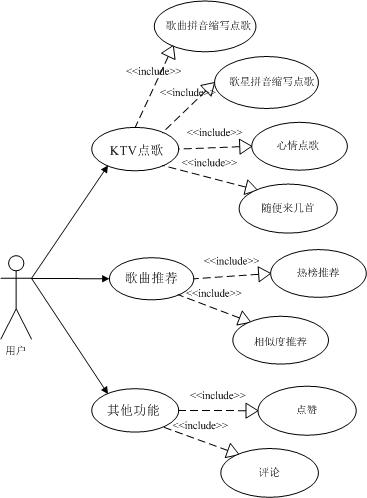 歌曲拼音缩写点歌
<<include>>
歌星拼音缩写点歌
<<include>>
KTV点歌
<<include>>
心情点歌
<<include>>
随便来几首
用户
歌曲推荐
<<include>>
热榜推荐
<<include>>
相似度推荐
其他功能
<<include>>
点赞
<<include>>
评论